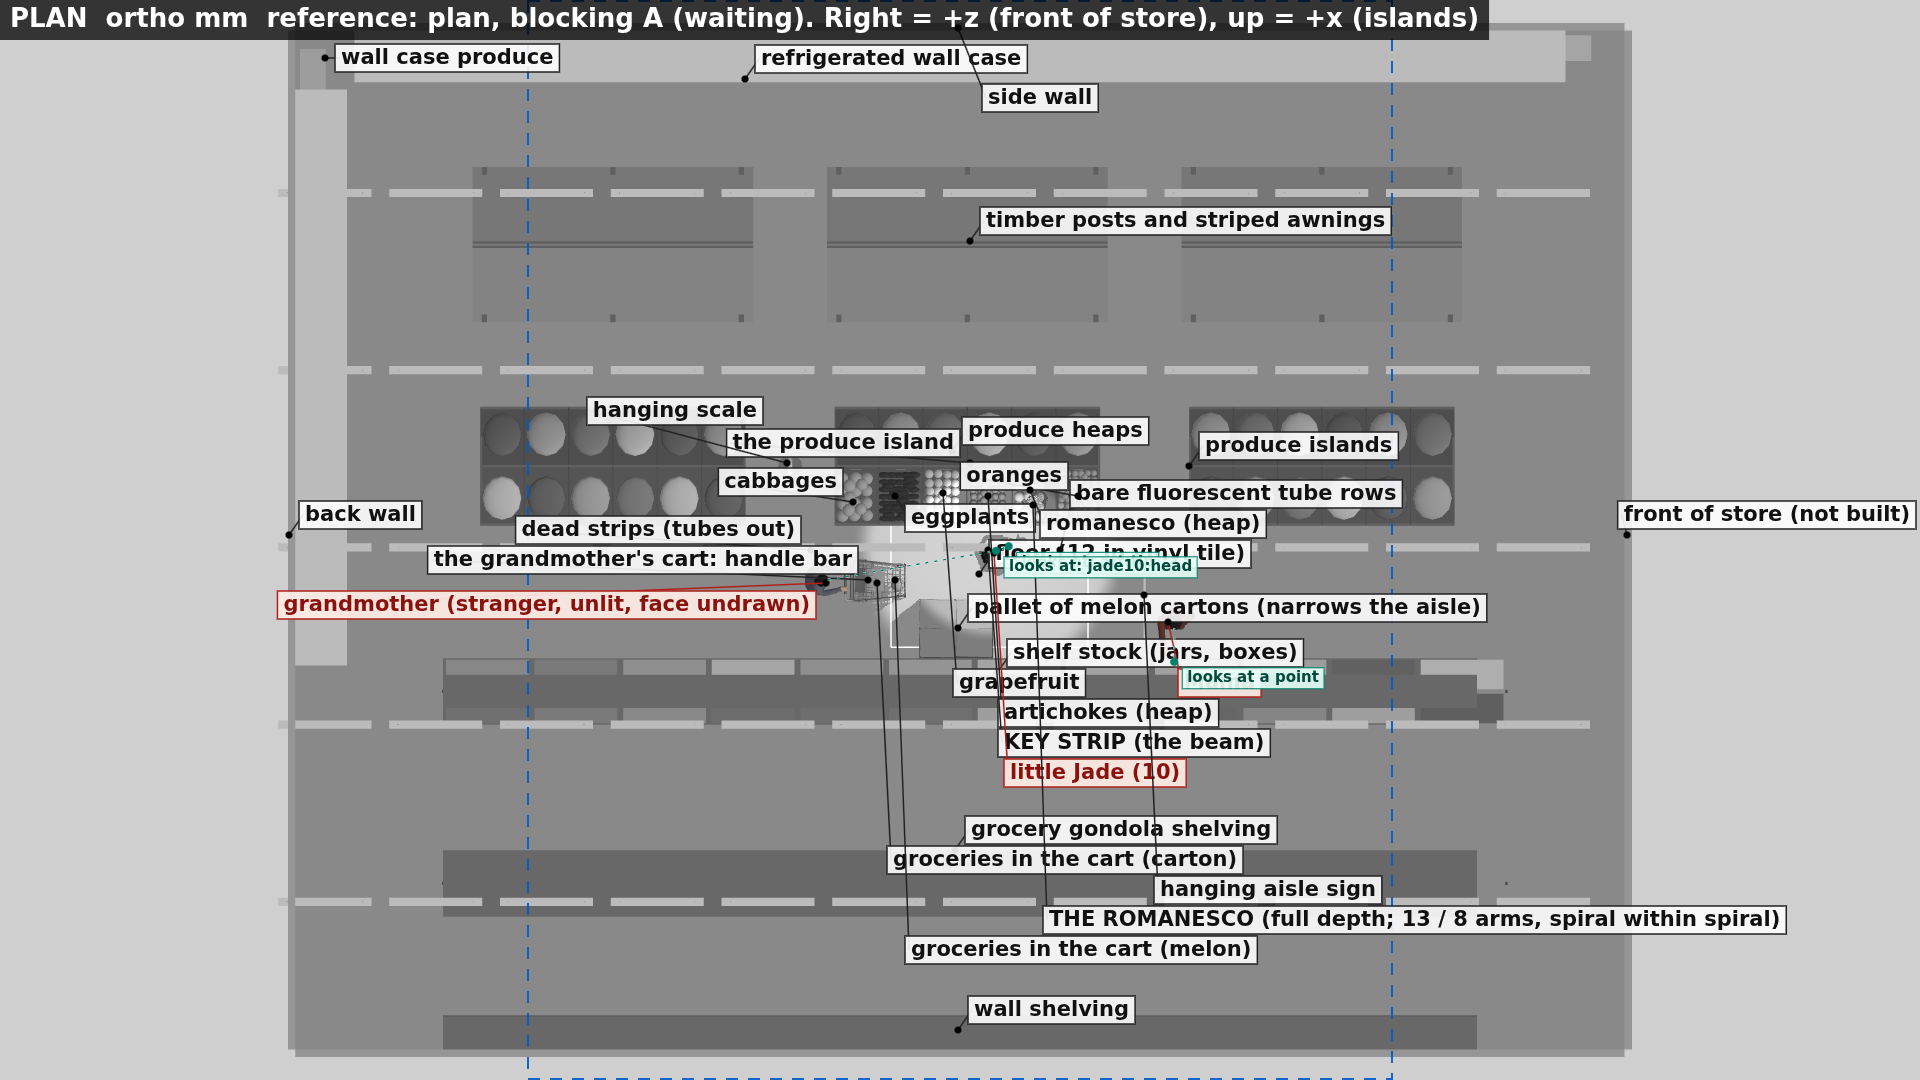 PLAN  ortho mm  reference: plan, blocking A (waiting). Right = +z (front of store), up = +x (islands)
wall case produce
refrigerated wall case
side wall
timber posts and striped awnings
hanging scale
the produce island
produce heaps
produce islands
cabbages
oranges
bare fluorescent tube rows
back wall
eggplants
romanesco (heap)
front of store (not built)
dead strips (tubes out)
the grandmother's cart: handle bar
floor (12 in vinyl tile)
looks at: jade10:head
grandmother (stranger, unlit, face undrawn)
pallet of melon cartons (narrows the aisle)
shelf stock (jars, boxes)
grapefruit
looks at a point
artichokes (heap)
KEY STRIP (the beam)
little Jade (10)
grocery gondola shelving
groceries in the cart (carton)
hanging aisle sign
THE ROMANESCO (full depth; 13 / 8 arms, spiral within spiral)
groceries in the cart (melon)
wall shelving